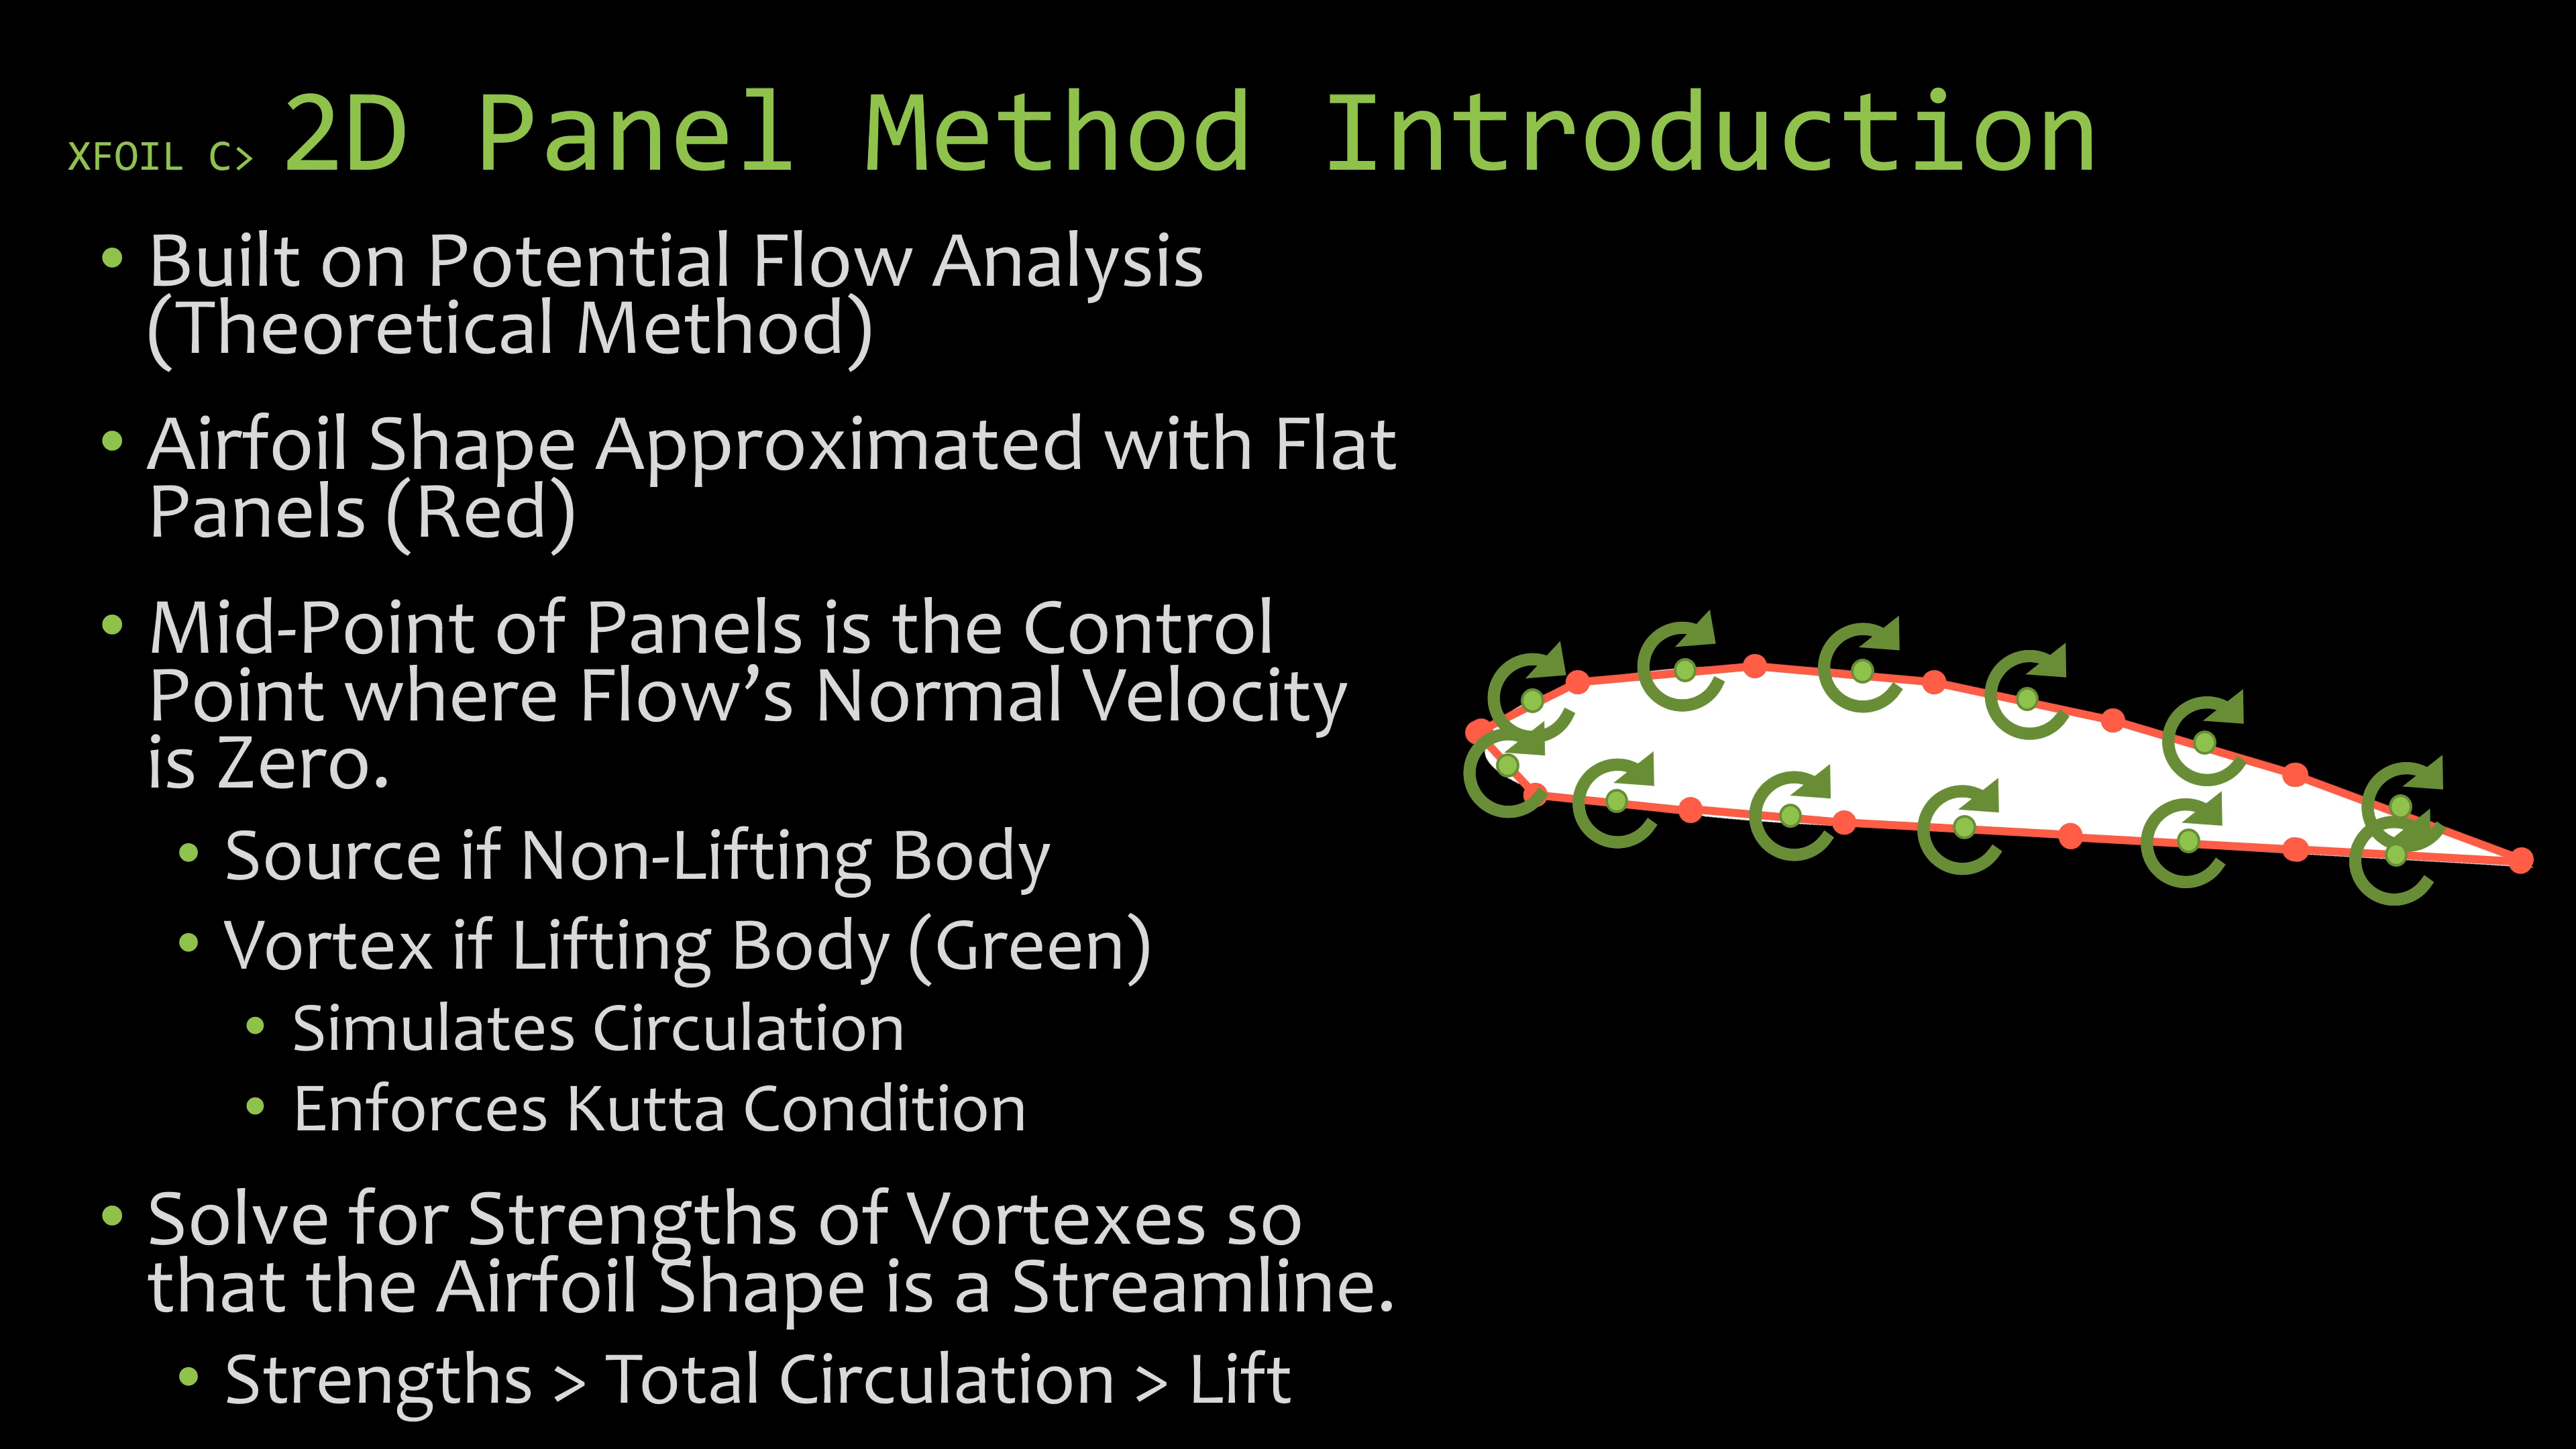 XFOIL C> 2D Panel Method Introduction
• Built on Potential Flow Analysis
(Theoretical Method)
• Airfoil Shape Approximated with Flat
Panels (Red)
• Mid-Point of Panels is the Control
Point where Flow’s Normal Velocity
is Zero.
• Source if Non-Lifting Body
• Vortex if Lifting Body (Green)
• Simulates Circulation
• Enforces Kutta Condition
• Solve for Strengths of Vortexes so
that the Airfoil Shape is a Streamline.
• Strengths > Total Circulation > Lift